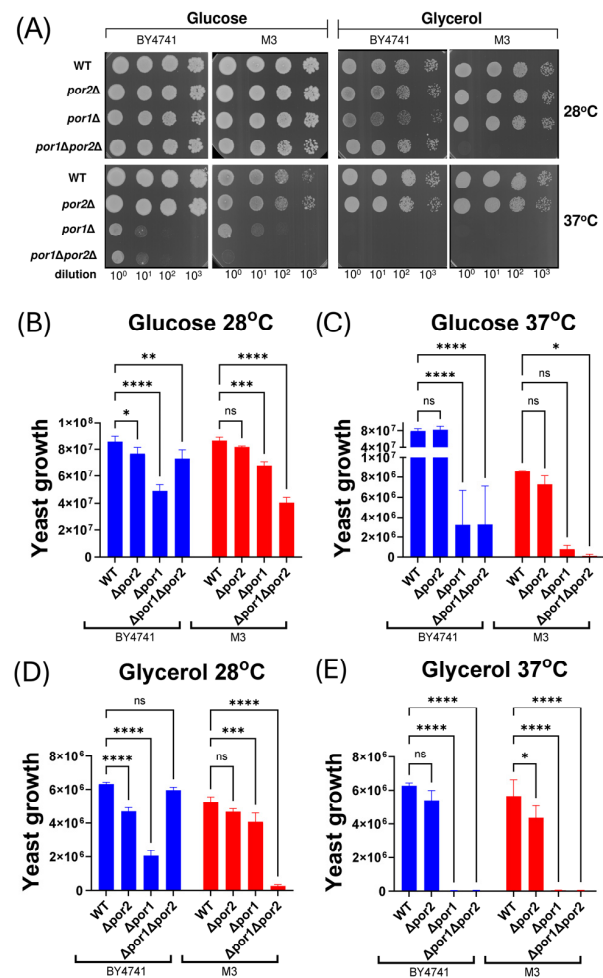 (A)
Glucose Glycerol
BY4741 M3 BY4741 M3
WT
por2Δ
por1Δ
por1Δpor2Δ
28°C
WT
por2Δ
por1Δ
por1Δpor2Δ
37°C
dilution 10⁰ 10¹ 10² 10³ 10⁰ 10¹ 10² 10³ 10⁰ 10¹ 10² 10³ 10⁰ 10¹ 10² 10³
(B) Glucose 28°C
** ****
**** ***
* ns
Yeast growth
1×10⁸
8×10⁷
6×10⁷
4×10⁷
2×10⁷
0
WT Δpor2 Δpor1 Δpor1Δpor2 WT Δpor2 Δpor1 Δpor1Δpor2
BY4741 M3
(C) Glucose 37°C
**** *
**** ns
ns ns
Yeast growth
8×10⁷
4×10⁷
1×10⁷
8×10⁶
6×10⁶
4×10⁶
2×10⁶
0
WT Δpor2 Δpor1 Δpor1Δpor2 WT Δpor2 Δpor1 Δpor1Δpor2
BY4741 M3
(D) Glycerol 28°C
ns ****
**** ***
**** ns
Yeast growth
8×10⁶
6×10⁶
4×10⁶
2×10⁶
0
WT Δpor2 Δpor1 Δpor1Δpor2 WT Δpor2 Δpor1 Δpor1Δpor2
BY4741 M3
(E) Glycerol 37°C
**** ****
**** ****
ns *
Yeast growth
8×10⁶
6×10⁶
4×10⁶
2×10⁶
0
WT Δpor2 Δpor1 Δpor1Δpor2 WT Δpor2 Δpor1 Δpor1Δpor2
BY4741 M3